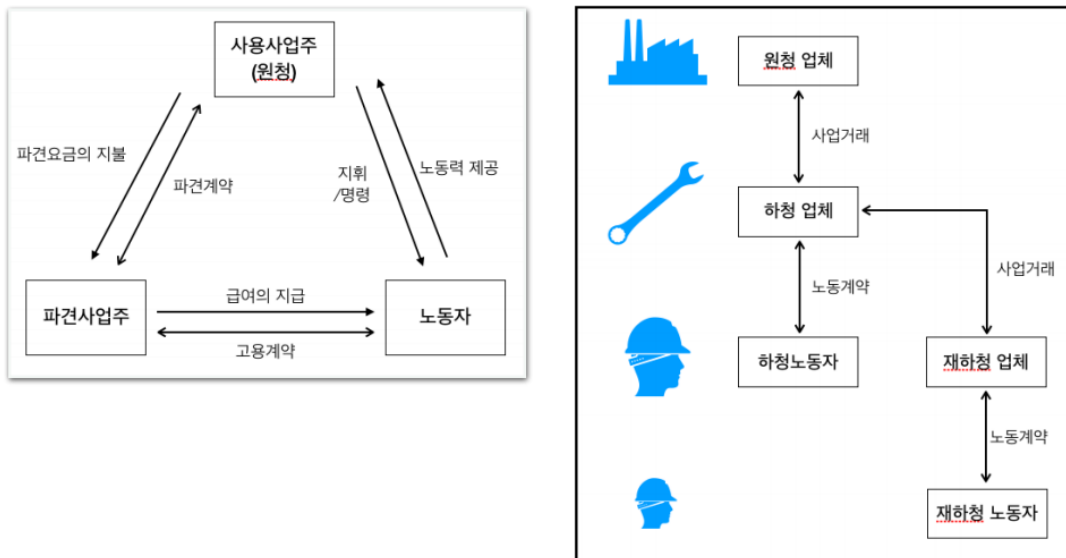 사용사업주
(원청)
파견요금의 지불
파견계약
지휘
/명령
노동력 제공
파견사업주
급여의 지급
고용계약
노동자
원청 업체
사업거래
하청 업체
노동계약
사업거래
하청노동자
재하청 업체
노동계약
재하청 노동자